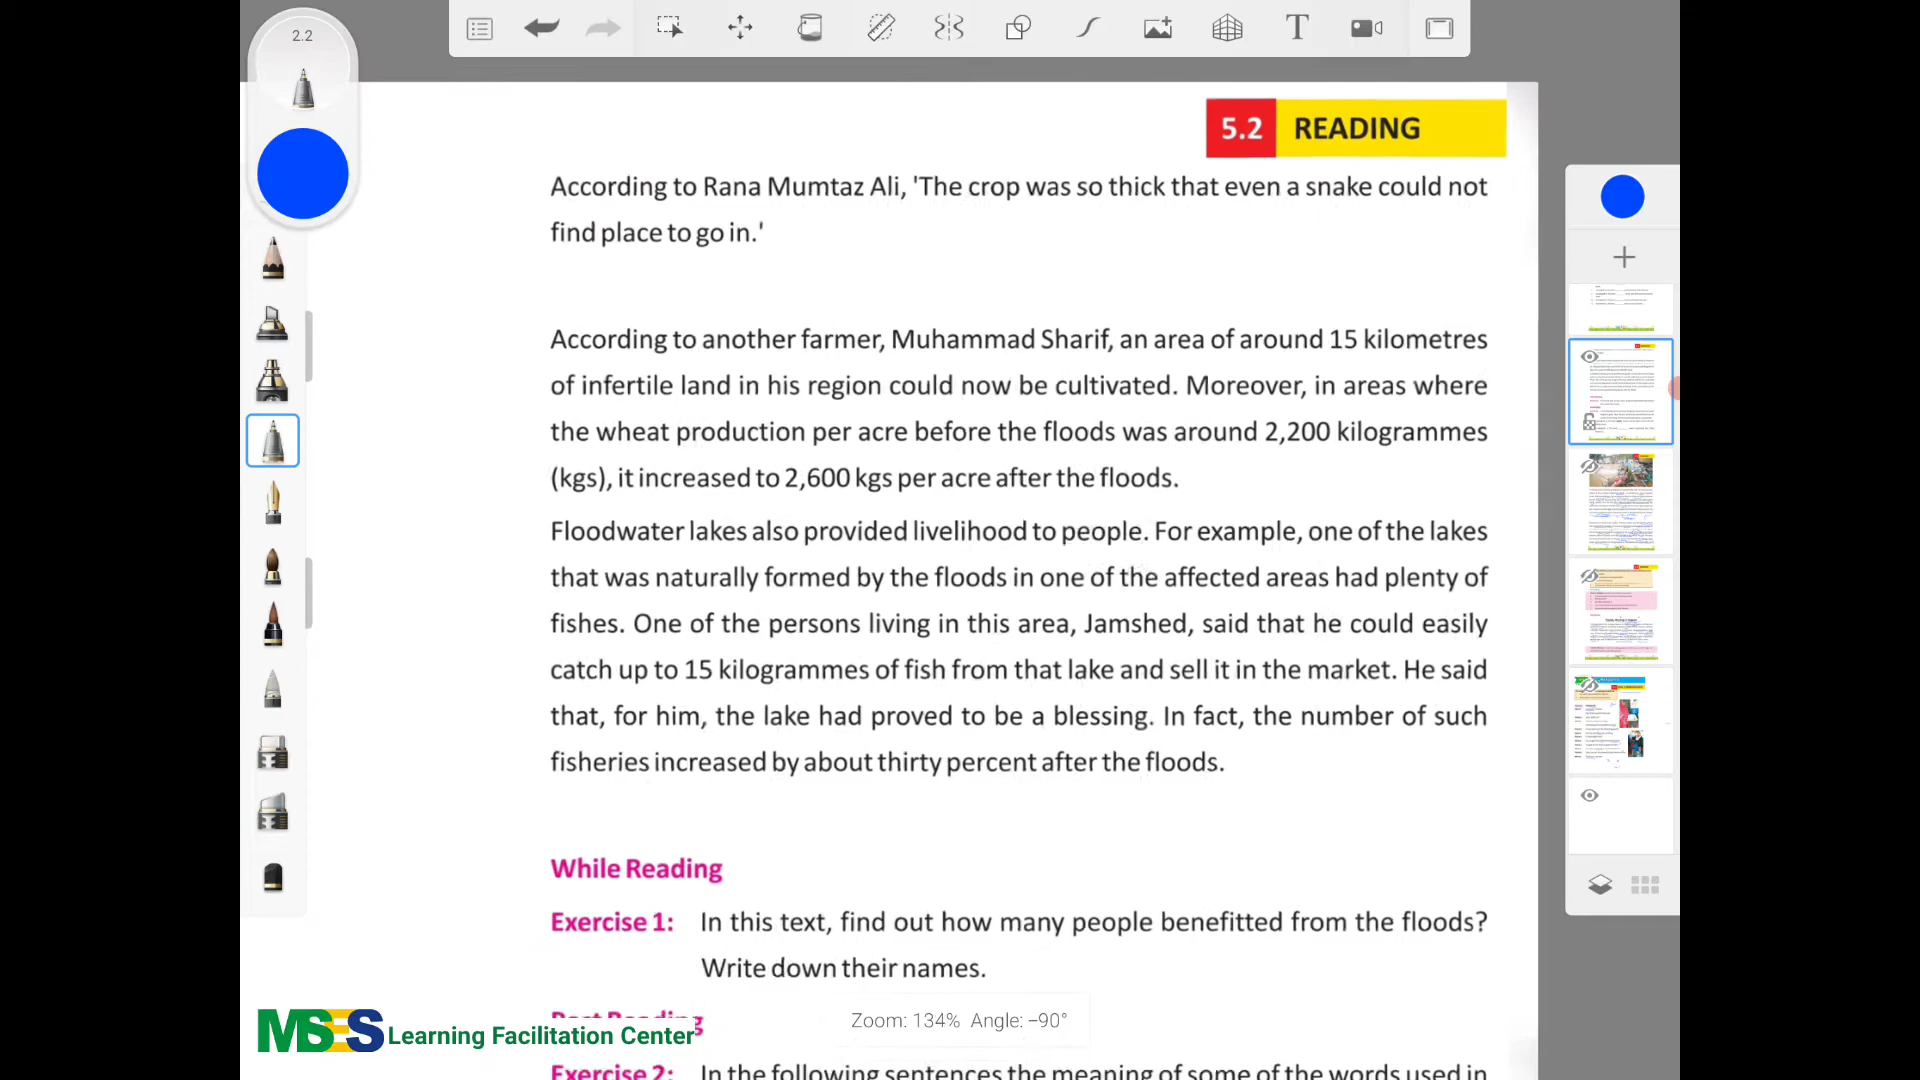 2.2
5.2 READING
According to Rana Mumtaz Ali, 'The crop was so thick that even a snake could not
find place to go in.'
According to another farmer, Muhammad Sharif, an area of around 15 kilometres
of infertile land in his region could now be cultivated. Moreover, in areas where
the wheat production per acre before the floods was around 2,200 kilogrammes
(kgs), it increased to 2,600 kgs per acre after the floods.
Floodwater lakes also provided livelihood to people. For example, one of the lakes
that was naturally formed by the floods in one of the affected areas had plenty of
fishes. One of the persons living in this area, Jamshed, said that he could easily
catch up to 15 kilogrammes of fish from that lake and sell it in the market. He said
that, for him, the lake had proved to be a blessing. In fact, the number of such
fisheries increased by about thirty percent after the floods.
While Reading
Exercise 1: In this text, find out how many people benefitted from the floods?
Write down their names.
Zoom: 134% Angle: –90°
MSES Learning Facilitation Center
Exercise 2: In the following sentences the meaning of some of the words used in